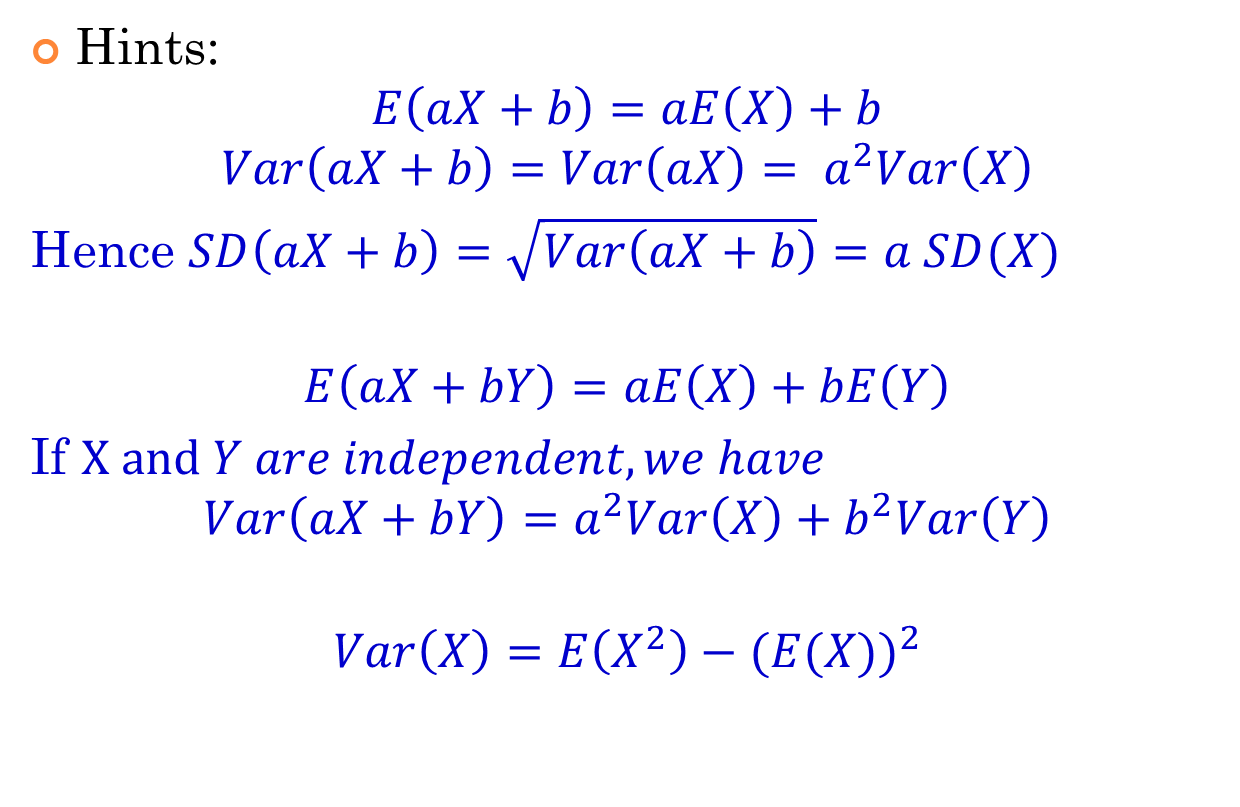 Hints:
E(aX + b) = aE(X) + b
Var(aX + b) = Var(aX) = a²Var(X)
Hence SD(aX + b) = √Var(aX + b) = a SD(X)
E(aX + bY) = aE(X) + bE(Y)
If X and Y are independent, we have
Var(aX + bY) = a²Var(X) + b²Var(Y)
Var(X) = E(X²) − (E(X))²